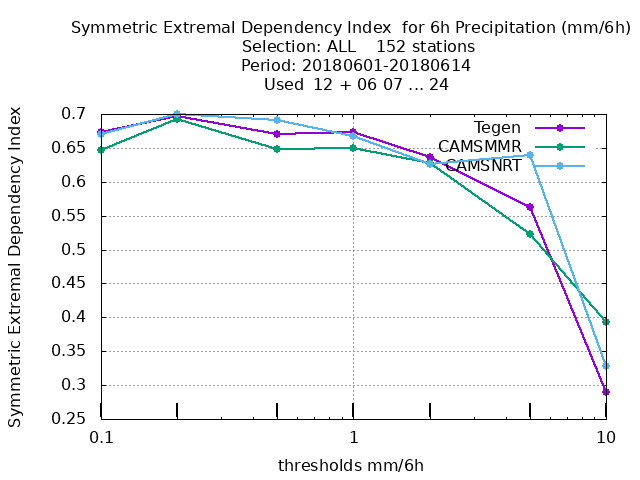 Symmetric Extremal Dependency Index for 6h Precipitation (mm/6h)
Selection: ALL 152 stations
Period: 20180601-20180614
Used 12 + 06 07 ... 24
Symmetric Extremal Dependency Index
0.7
0.65
0.6
0.55
0.5
0.45
0.4
0.35
0.3
0.25
Tegen
CAMSMMR
CAMSNRT
0.1 1 10
thresholds mm/6h